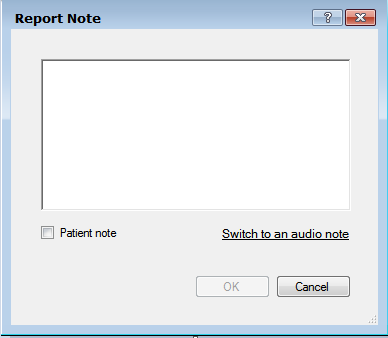 Report Note
?
Patient note
Switch to an audio note
OK
Cancel